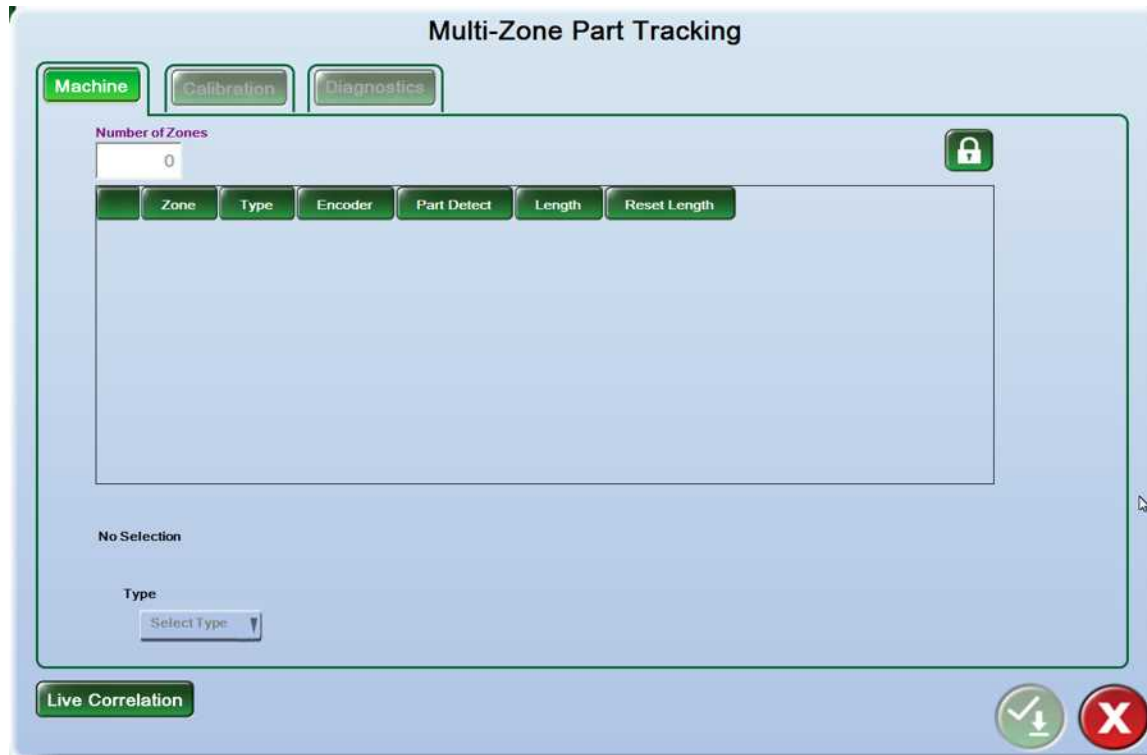 Multi-Zone Part Tracking
Machine Calibration Diagnostics
Number of Zones
0
Zone Type Encoder Part Detect Length Reset Length
No Selection
Type
Select Type
Live Correlation